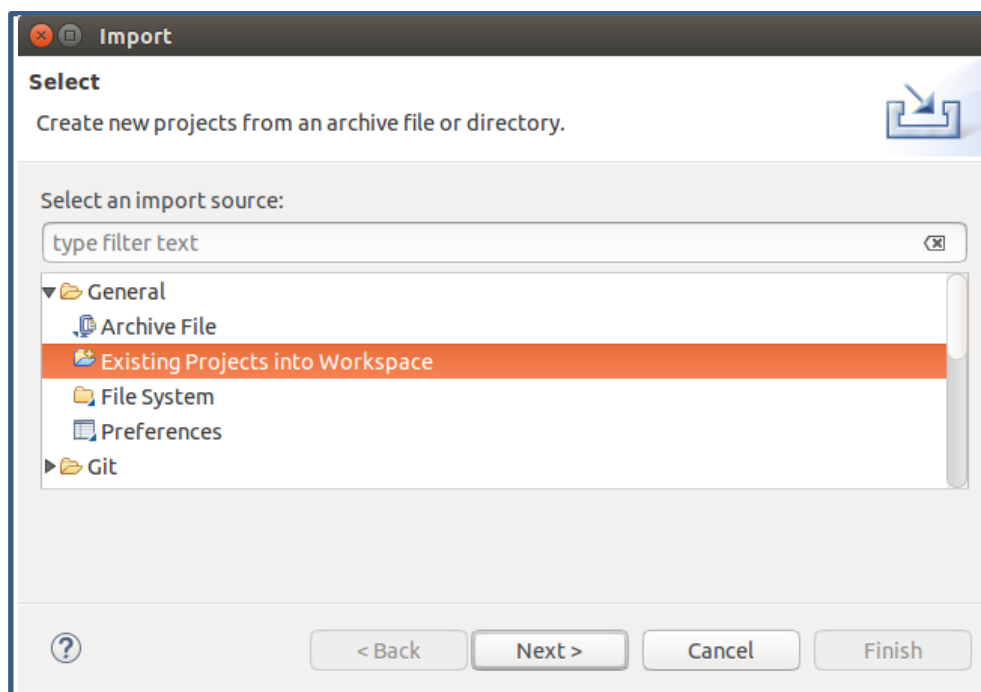 Import
Select
Create new projects from an archive file or directory.
Select an import source:
type filter text
General
Archive File
Existing Projects into Workspace
File System
Preferences
Git
?
< Back Next > Cancel Finish